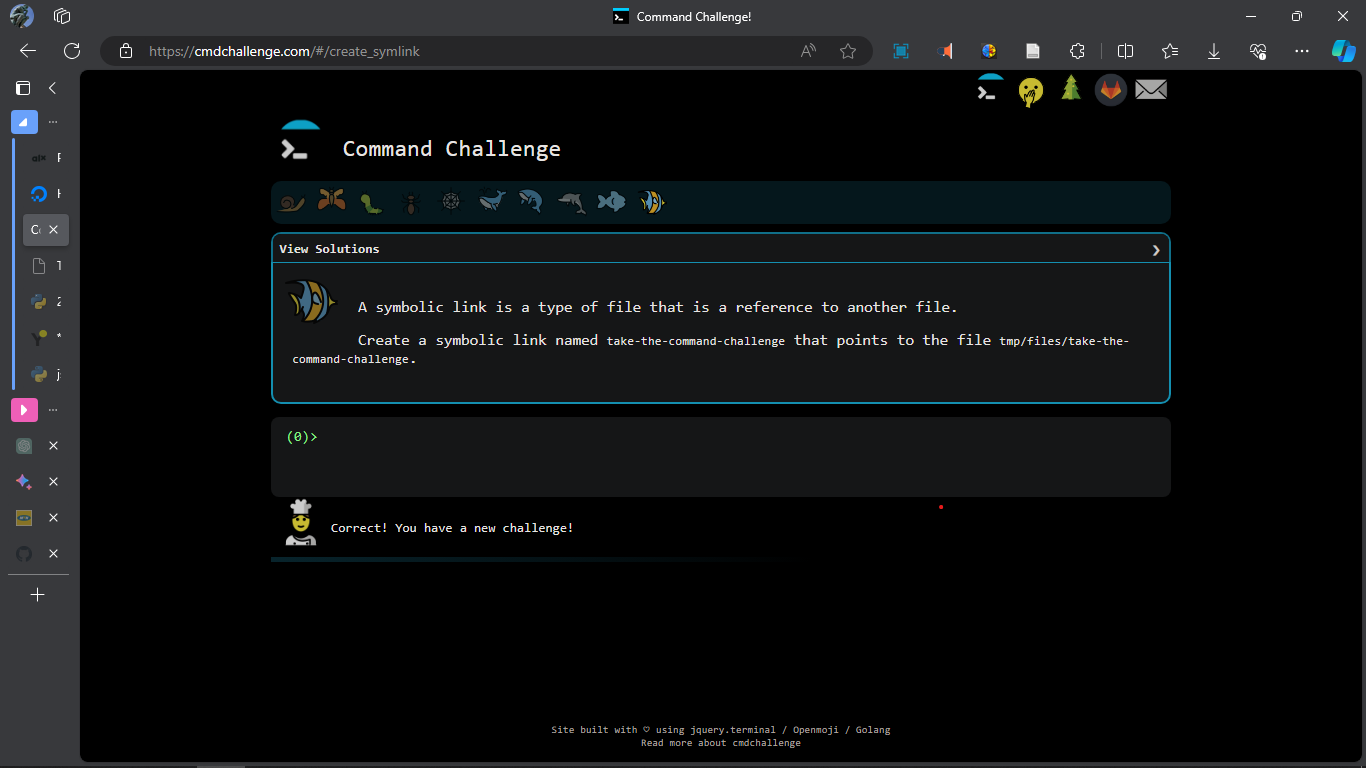 Command Challenge!
https://cmdchallenge.com/#/create_symlink
Command Challenge
View Solutions
A symbolic link is a type of file that is a reference to another file.
Create a symbolic link named take-the-command-challenge that points to the file tmp/files/take-the-
command-challenge.
(0)>
Correct! You have a new challenge!
Site built with ♡ using jquery.terminal / Openmoji / Golang
Read more about cmdchallenge